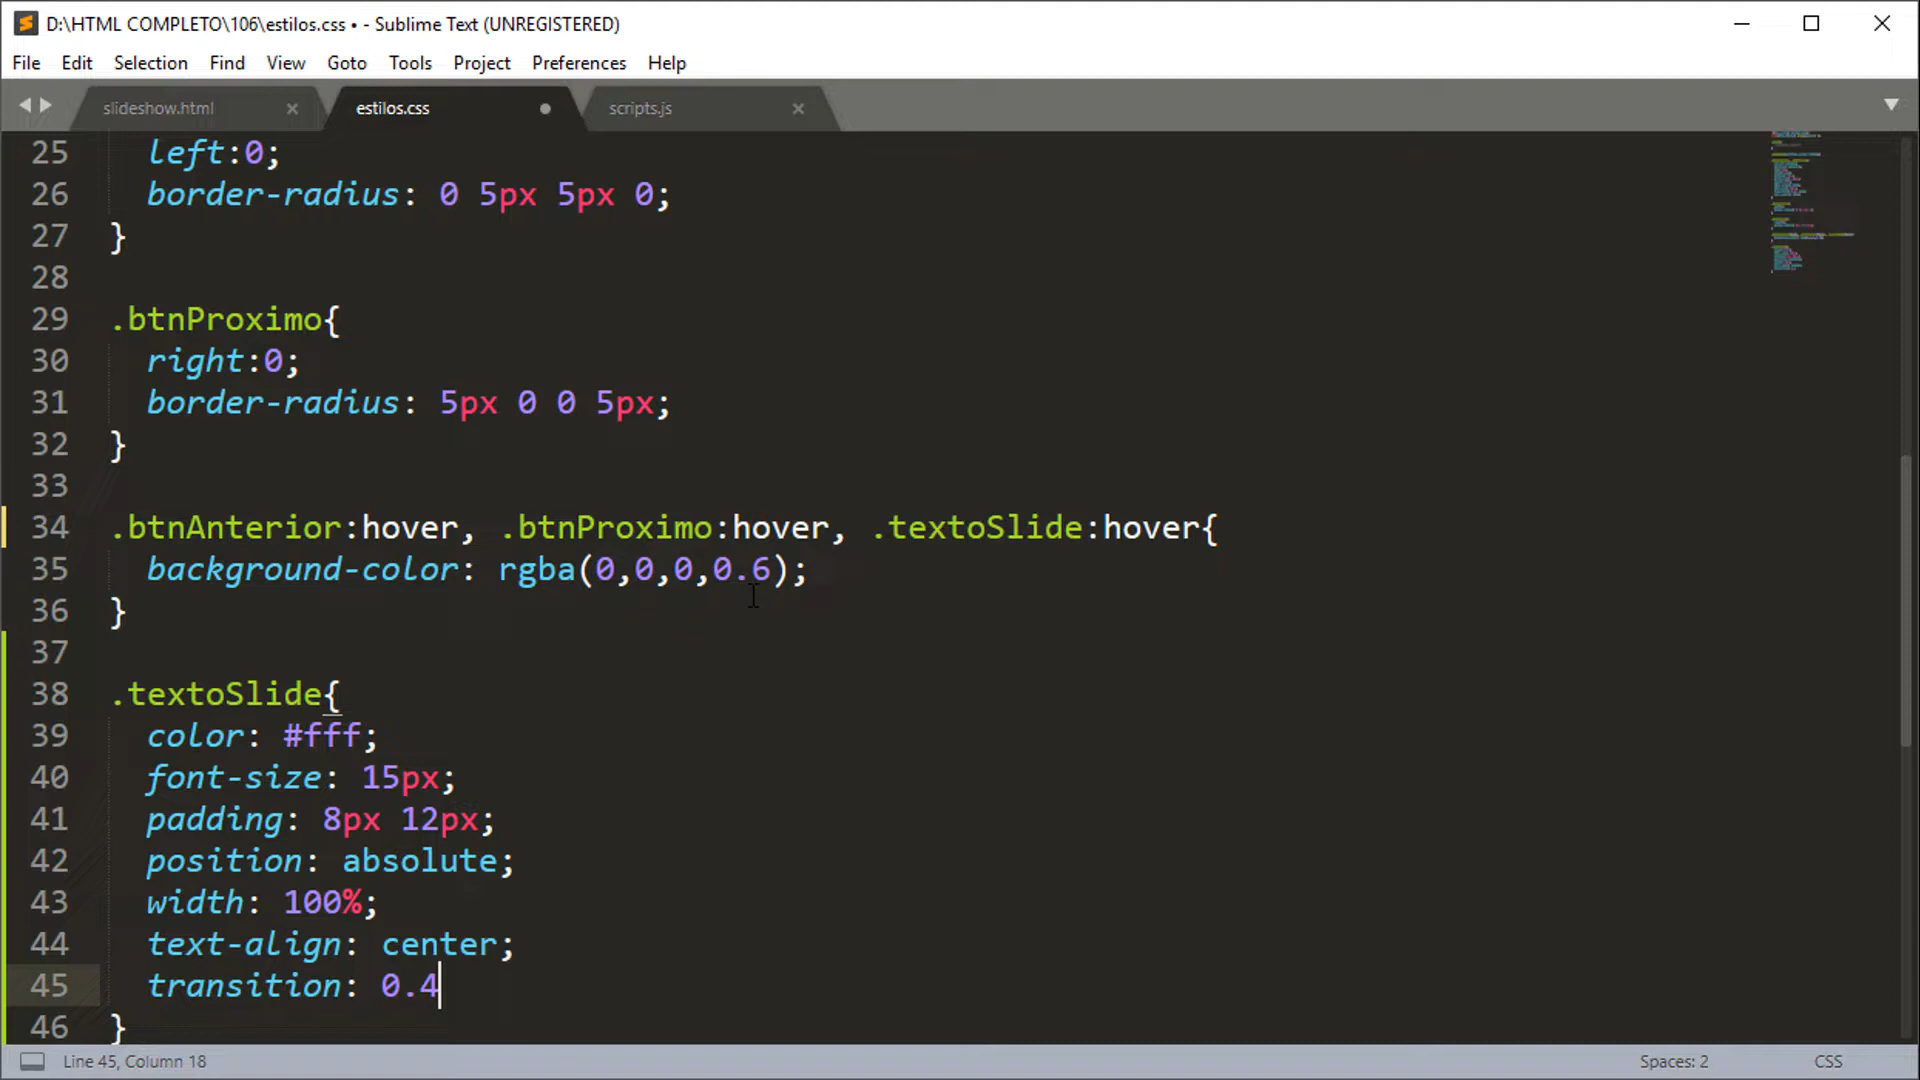 D:\HTML COMPLETO\106\estilos.css • - Sublime Text (UNREGISTERED)
File Edit Selection Find View Goto Tools Project Preferences Help
slideshow.html estilos.css scripts.js
25 left:0;
26 border-radius: 0 5px 5px 0;
27 }
28
29 .btnProximo{
30 right:0;
31 border-radius: 5px 0 0 5px;
32 }
33
34 .btnAnterior:hover, .btnProximo:hover, .textoSlide:hover{
35 background-color: rgba(0,0,0,0.6);
36 }
37
38 .textoSlide{
39 color: #fff;
40 font-size: 15px;
41 padding: 8px 12px;
42 position: absolute;
43 width: 100%;
44 text-align: center;
45 transition: 0.4
46 }
Line 45, Column 18 Spaces: 2 CSS